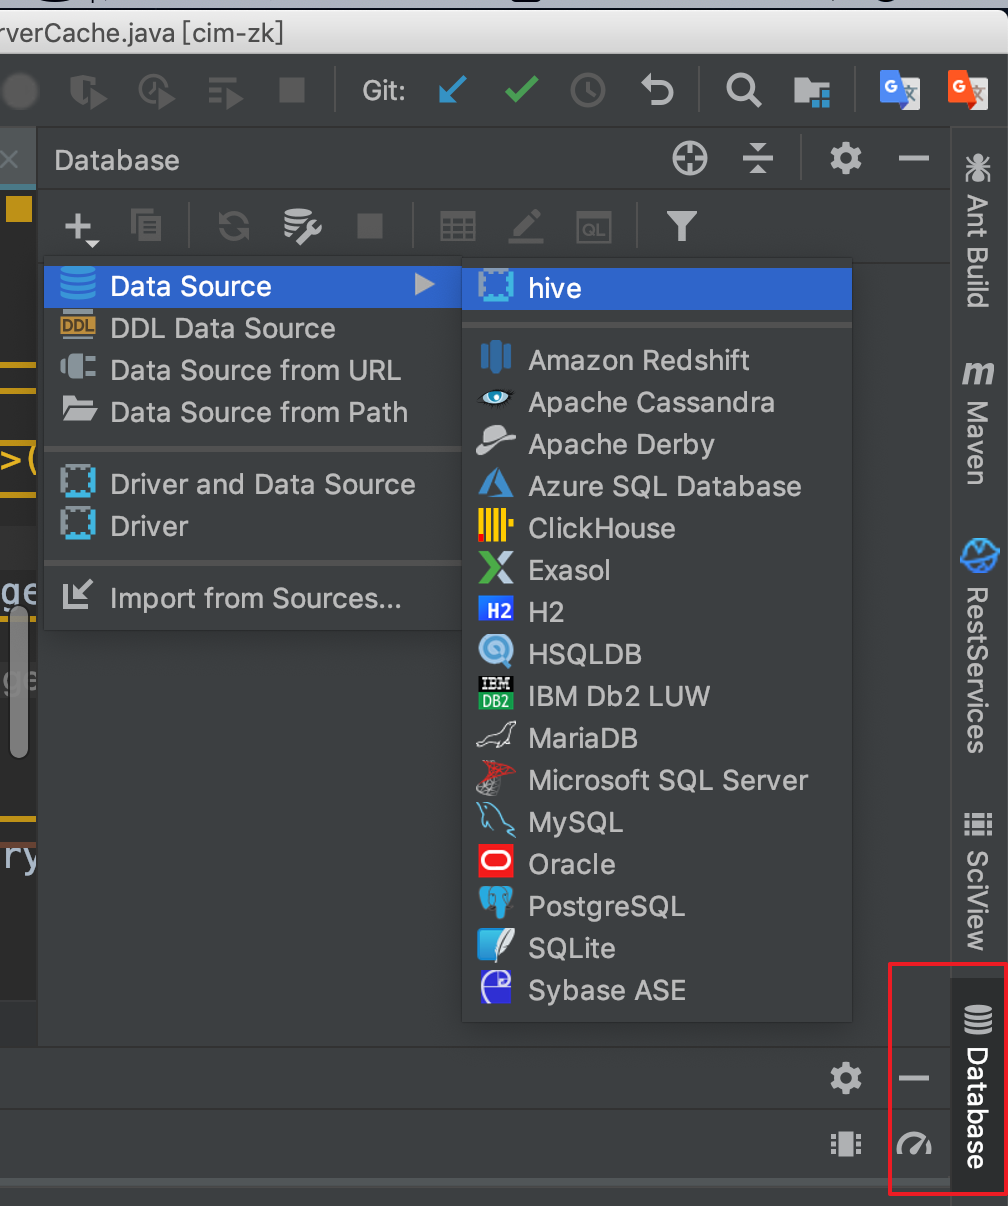 rverCache.java [cim-zk]
Git:
Database
QL
Data Source
DDL
DDL Data Source
Data Source from URL
Data Source from Path
Driver and Data Source
Driver
Import from Sources...
hive
Amazon Redshift
Apache Cassandra
Apache Derby
Azure SQL Database
ClickHouse
Exasol
H2
H2
HSQLDB
IBM
DB2
IBM Db2 LUW
MariaDB
Microsoft SQL Server
MySQL
Oracle
PostgreSQL
SQLite
Sybase ASE
>(
ge
ge
ry
G 文
G 文
Ant Build
m
Maven
RestServices
SciView
Database